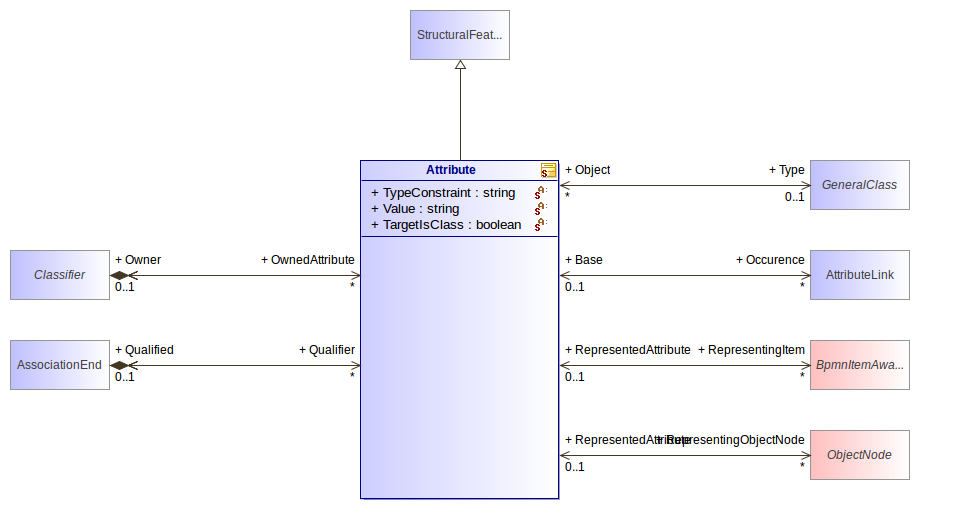 StructuralFeat...
Attribute
+ TypeConstraint : string
+ Value : string
+ TargetIsClass : boolean
+ Object
+ Type
*
0..1
GeneralClass
+ Owner
+ OwnedAttribute
0..1
*
Classifier
+ Base
+ Occurence
0..1
*
AttributeLink
+ Qualified
+ Qualifier
0..1
*
AssociationEnd
+ RepresentedAttribute
+ RepresentingItem
0..1
*
BpmnItemAwa...
+ RepresentedAttribute
+ RepresentingObjectNode
0..1
*
ObjectNode